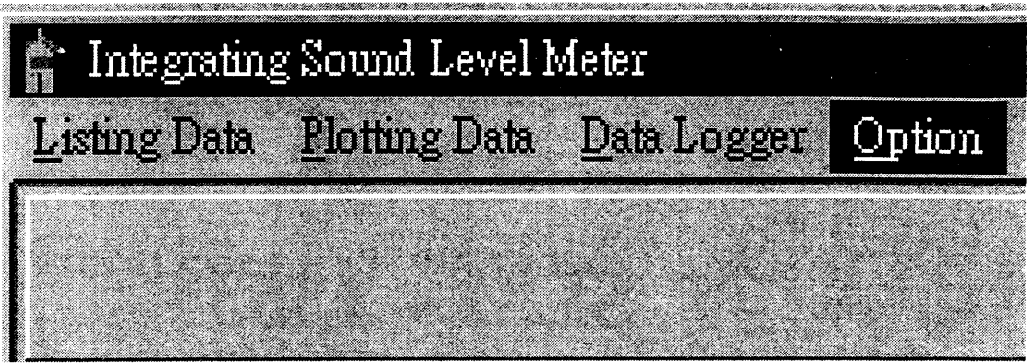 Integrating Sound Level Meter
Listing Data Plotting Data Data Logger Option